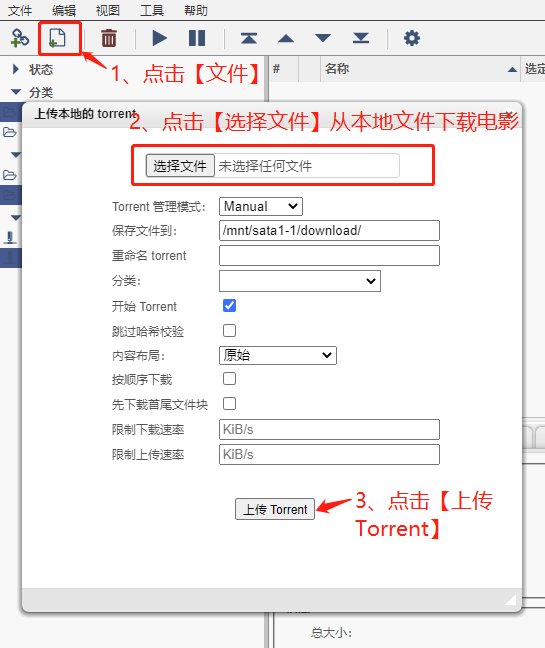 文件 编辑 视图 工具 帮助
1、点击【文件】
状态 # 名称 选定
分类
上传本地的 torrent
2、点击【选择文件】从本地文件下载电影
选择文件 未选择任何文件
Torrent 管理模式: Manual
保存文件到: /mnt/sata1-1/download/
重命名 torrent
分类:
开始 Torrent
跳过哈希校验
内容布局: 原始
按顺序下载
先下载首尾文件块
限制下载速率 KiB/s
限制上传速率 KiB/s
上传 Torrent
3、点击【上传
Torrent】
总大小: